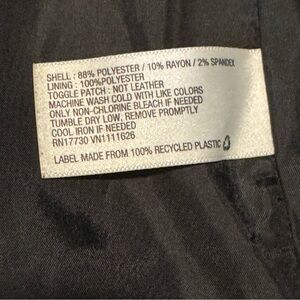 SHELL : 88% POLYESTER / 10% RAYON / 2% SPANDEX
LINING : 100%POLYESTER
TOGGLE PATCH : NOT LEATHER
MACHINE WASH COLD WITH LIKE COLORS
ONLY NON-CHLORINE BLEACH IF NEEDED
TUMBLE DRY LOW, REMOVE PROMPTLY
COOL IRON IF NEEDED
RN17730 VN1111626
LABEL MADE FROM 100% RECYCLED PLASTIC